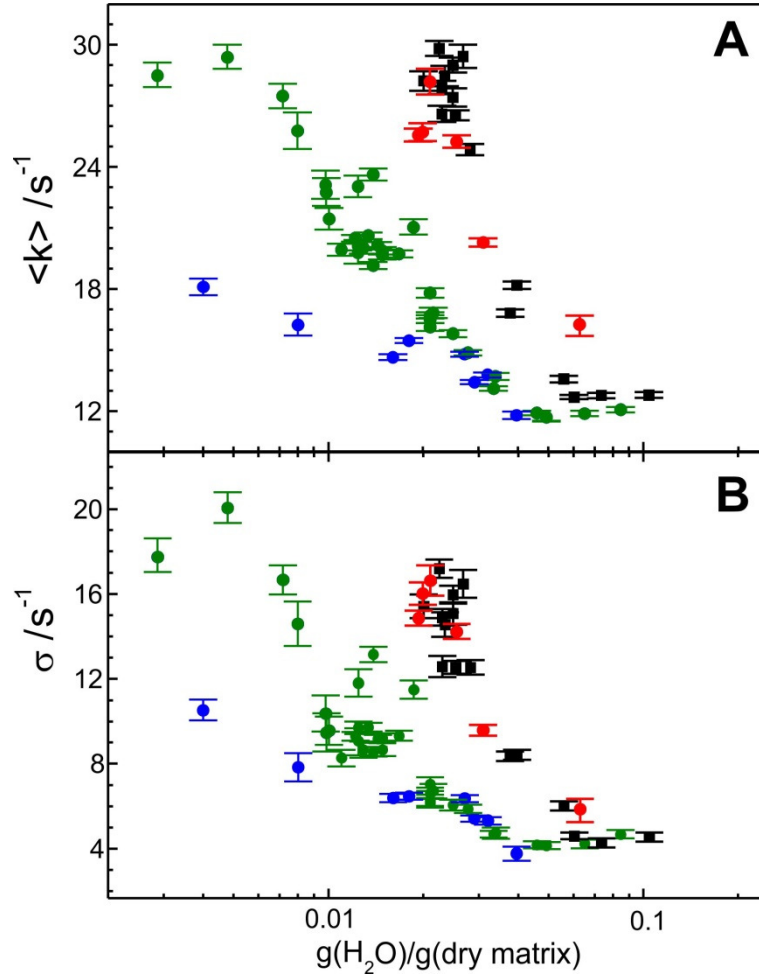 A
30
24
18
12
<k> /s⁻¹
B
20
16
12
8
4
σ /s⁻¹
0.01
0.1
g(H₂O)/g(dry matrix)